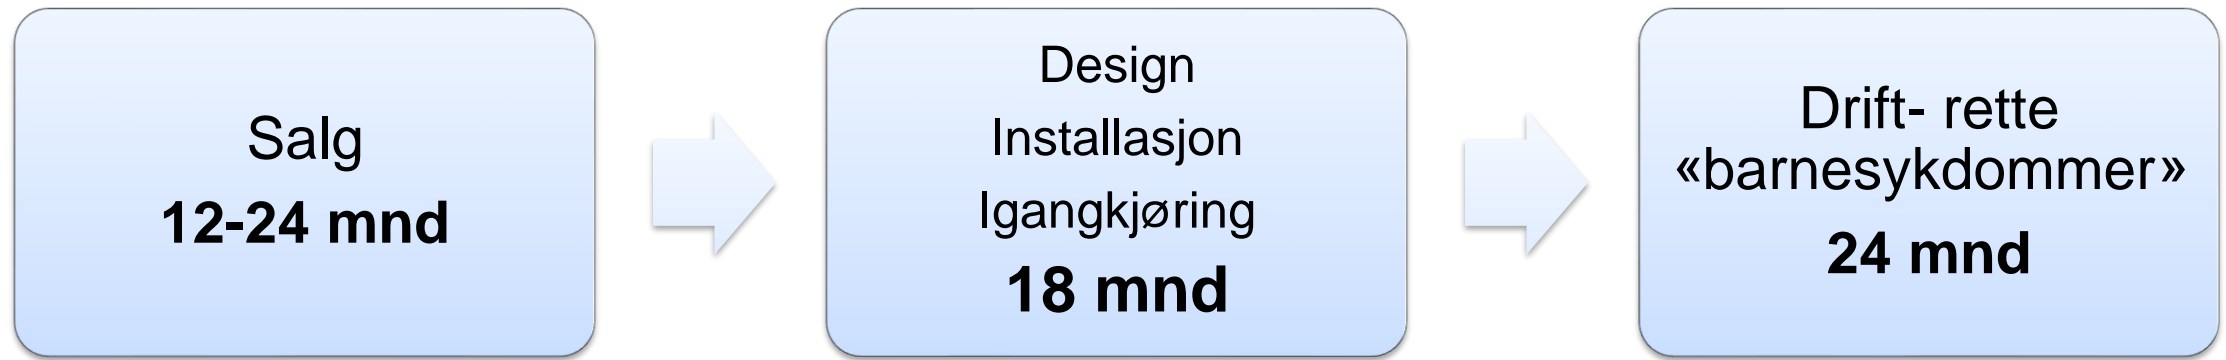 Salg
12-24 mnd
Design
Installasjon
Igangkjøring
18 mnd
Drift- rette
«barnesykdommer»
24 mnd